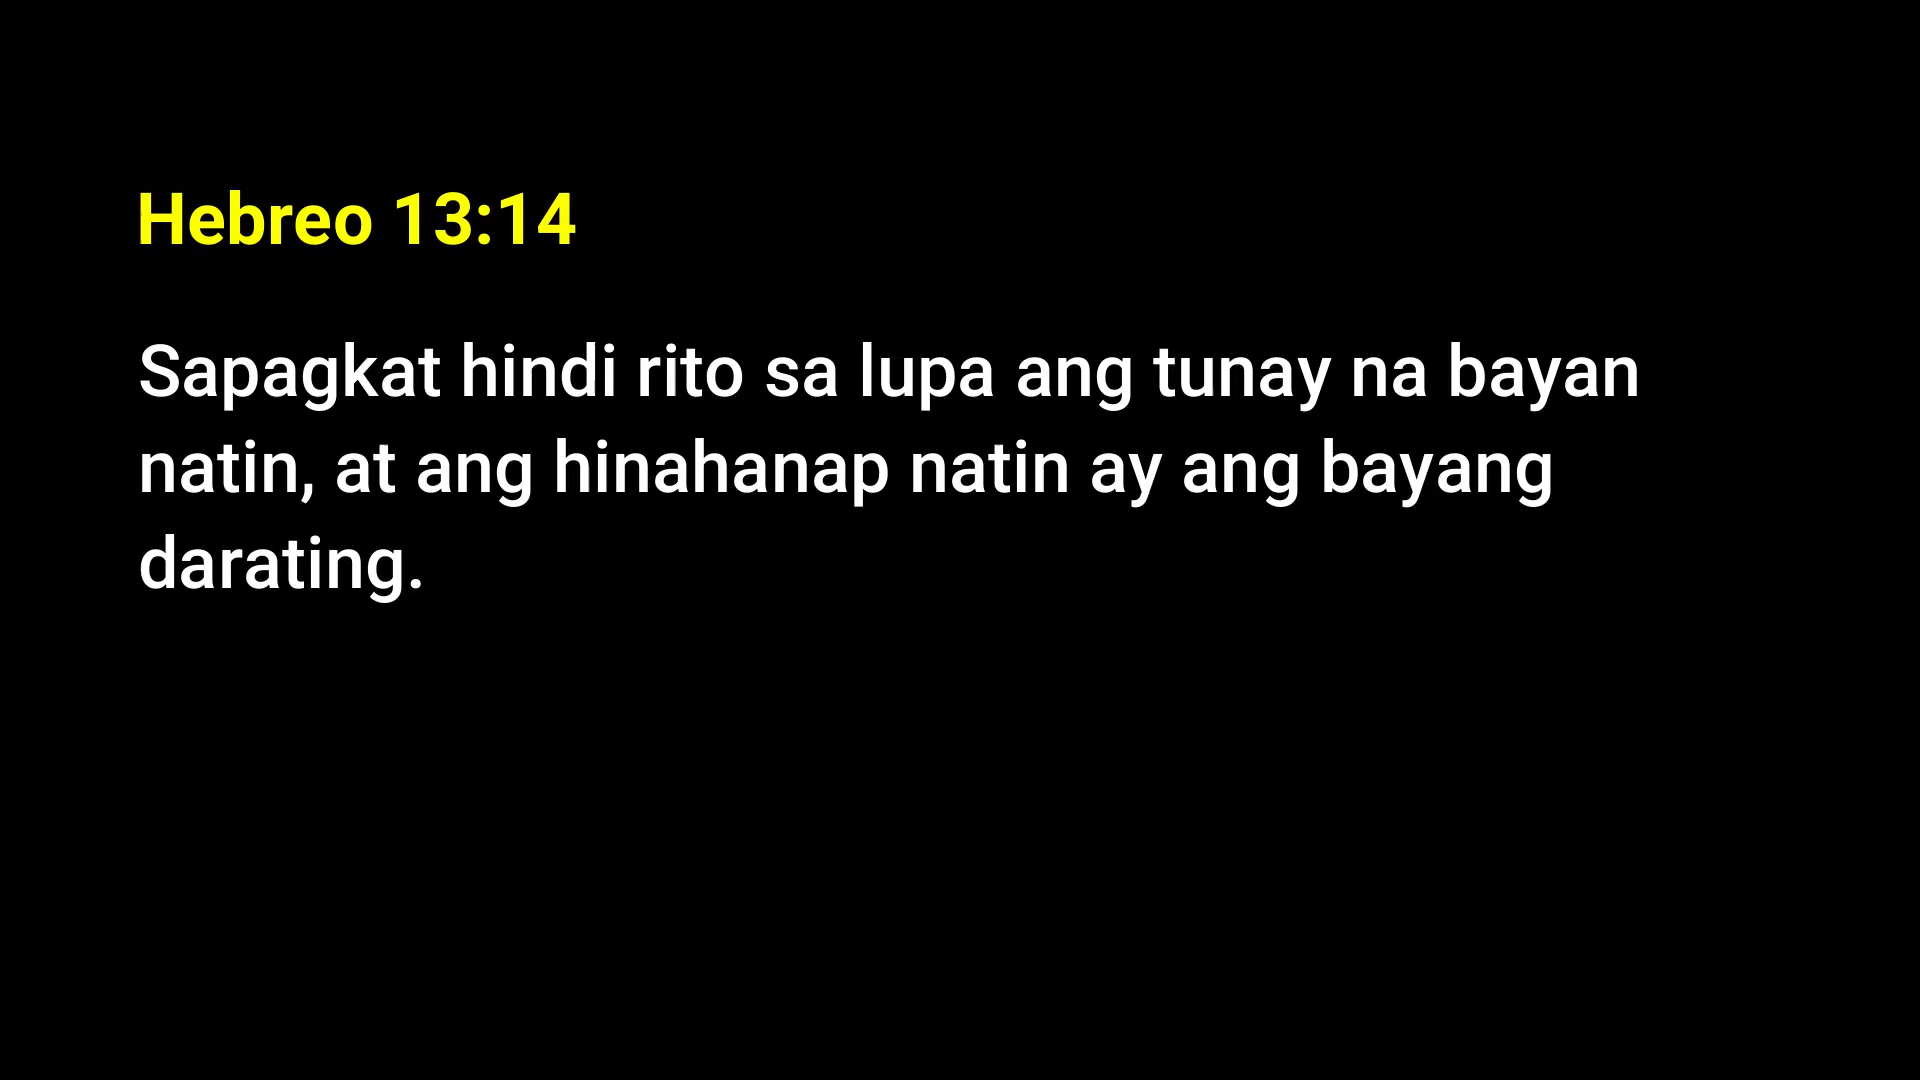 Hebreo 13:14
Sapagkat hindi rito sa lupa ang tunay na bayan
natin, at ang hinahanap natin ay ang bayang
darating.